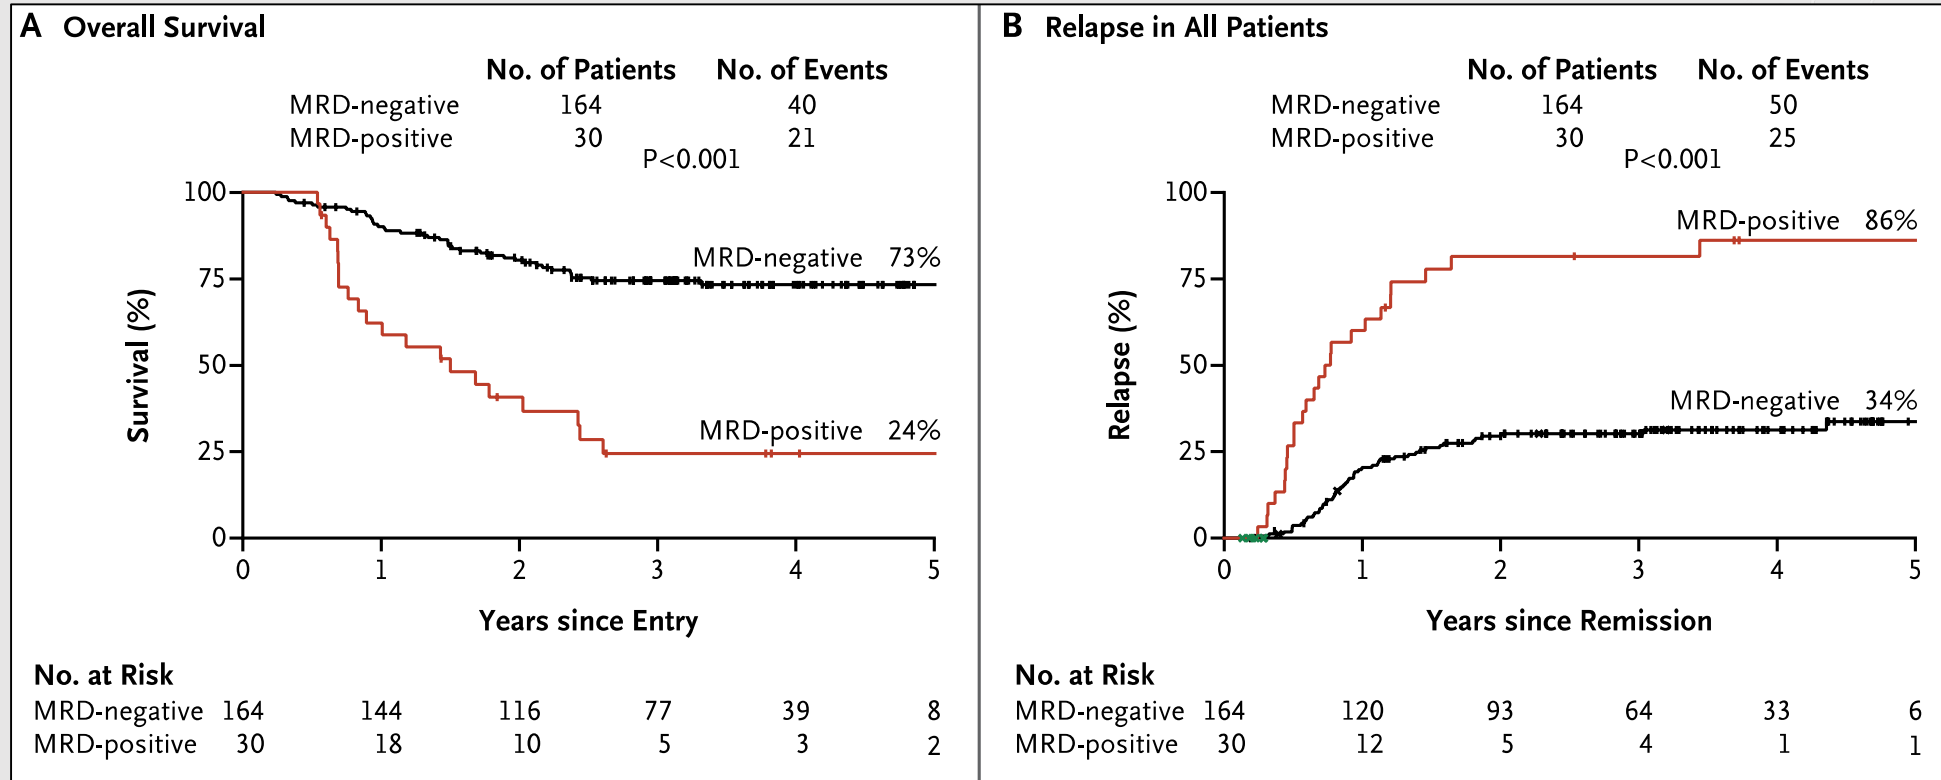 A Overall Survival
No. of Patients No. of Events
MRD-negative 164 40
MRD-positive 30 21
P<0.001
100
75
50
25
0
Survival (%)
MRD-negative 73%
MRD-positive 24%
0 1 2 3 4 5
Years since Entry
No. at Risk
MRD-negative 164 144 116 77 39 8
MRD-positive 30 18 10 5 3 2
B Relapse in All Patients
No. of Patients No. of Events
MRD-negative 164 50
MRD-positive 30 25
P<0.001
100
75
50
25
0
Relapse (%)
MRD-positive 86%
MRD-negative 34%
0 1 2 3 4 5
Years since Remission
No. at Risk
MRD-negative 164 120 93 64 33 6
MRD-positive 30 12 5 4 1 1